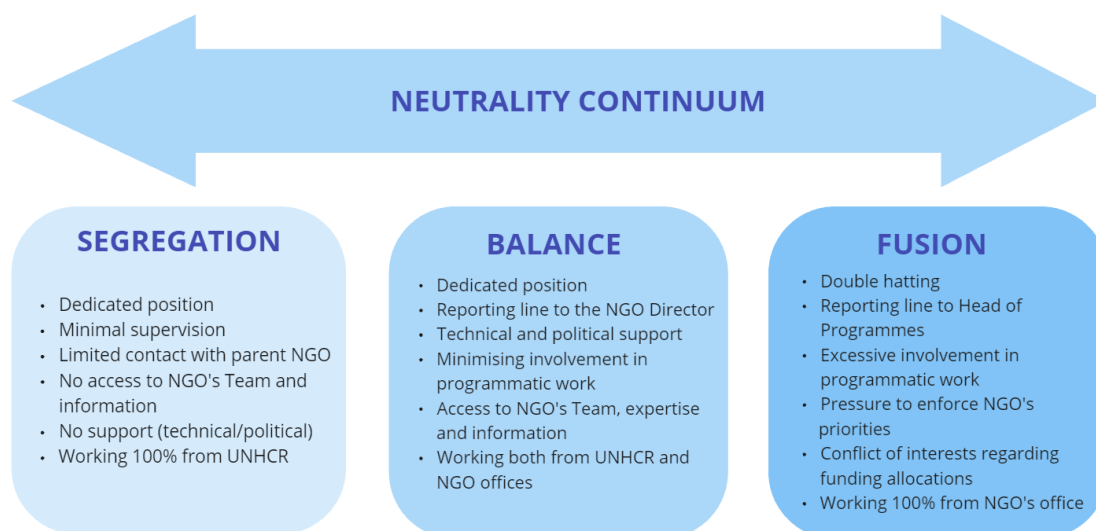 NEUTRALITY CONTINUUM
SEGREGATION
• Dedicated position
• Minimal supervision
• Limited contact with parent NGO
• No access to NGO's Team and
information
• No support (technical/political)
• Working 100% from UNHCR
BALANCE
• Dedicated position
• Reporting line to the NGO Director
• Technical and political support
• Minimising involvement in
programmatic work
• Access to NGO's Team, expertise
and information
• Working both from UNHCR and
NGO offices
FUSION
• Double hatting
• Reporting line to Head of
Programmes
• Excessive involvement in
programmatic work
• Pressure to enforce NGO's
priorities
• Conflict of interests regarding
funding allocations
• Working 100% from NGO's office